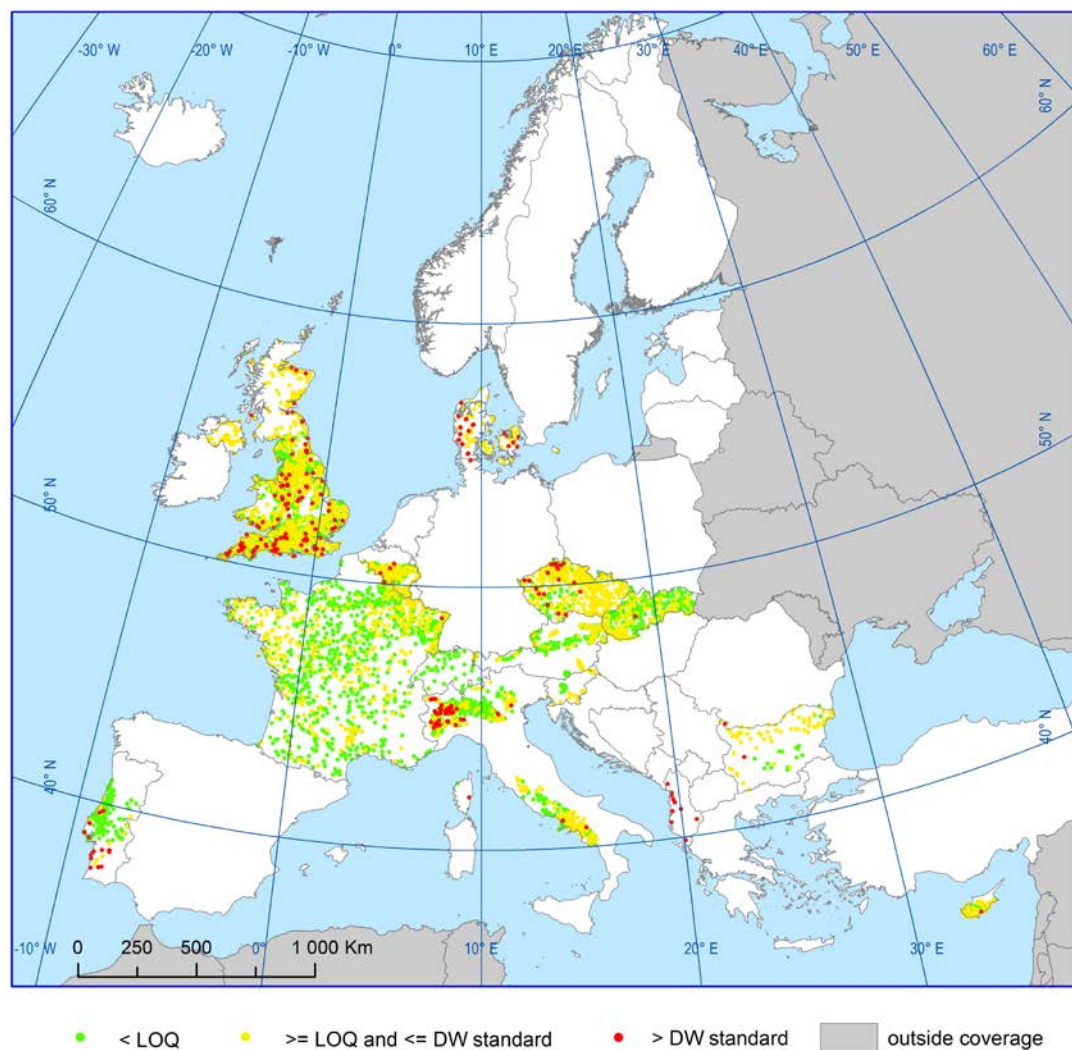 -30° W -20° W -10° W 0° 10° E 20° E 30° E 40° E 50° E 60° E
60° N 60° N
50° N 50° N
40° N 40° N
0 250 500 1 000 Km
-10° W 0° 10° E 20° E 30° E
< LOQ >= LOQ and <= DW standard > DW standard outside coverage